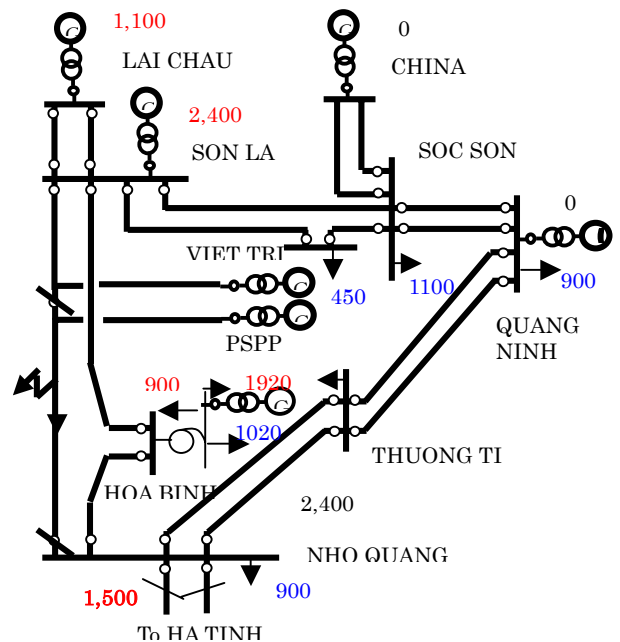 1,100
0
LAI CHAU
CHINA
2,400
SON LA
SOC SON
0
VIET TRI
450
1100
900
PSPP
QUANG
NINH
900
1920
1020
THUONG TI
HOA BINH
2,400
NHO QUANG
1,500
900
To HA TINH